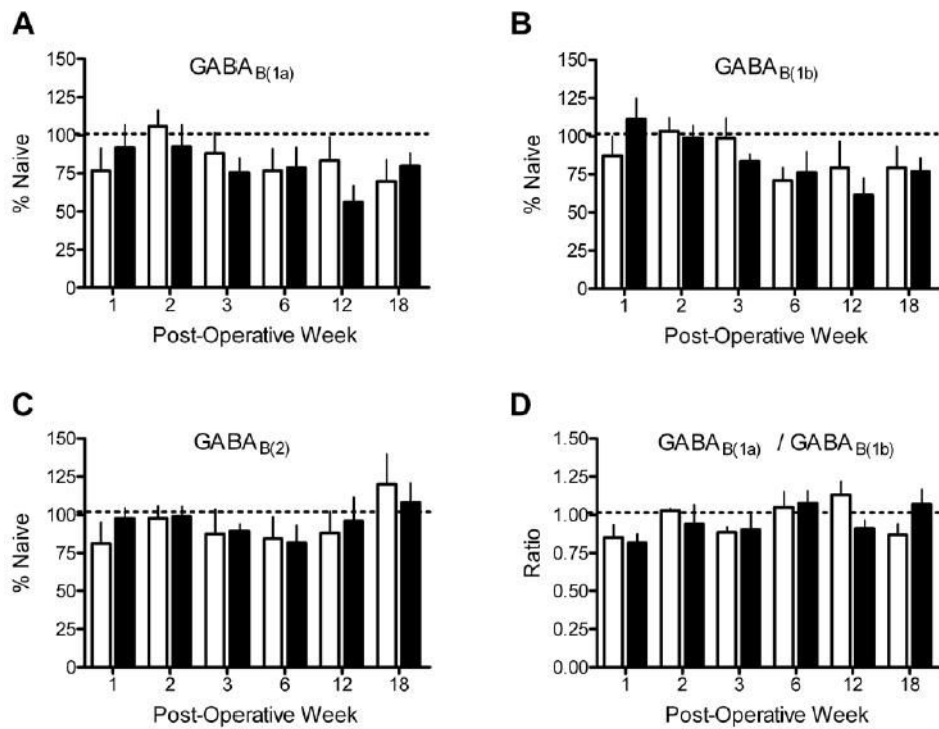 A
GABAB(1a)
% Naive
150
125
100
75
50
25
0
1 2 3 6 12 18
Post-Operative Week
B
GABAB(1b)
% Naive
150
125
100
75
50
25
0
1 2 3 6 12 18
Post-Operative Week
C
GABAB(2)
% Naive
150
125
100
75
50
25
0
1 2 3 6 12 18
Post-Operative Week
D
GABAB(1a) / GABAB(1b)
Ratio
1.50
1.25
1.00
0.75
0.50
0.25
0.00
1 2 3 6 12 18
Post-Operative Week